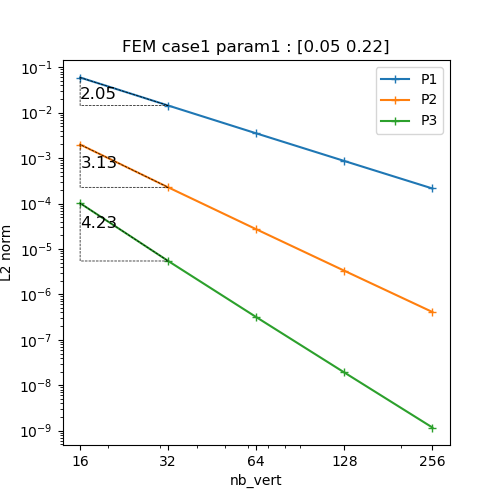 FEM case1 param1 : [0.05 0.22]
P1
P2
P3
2.05
3.13
4.23
L2 norm
10⁻¹
10⁻²
10⁻³
10⁻⁴
10⁻⁵
10⁻⁶
10⁻⁷
10⁻⁸
10⁻⁹
16 32 64 128 256
nb_vert